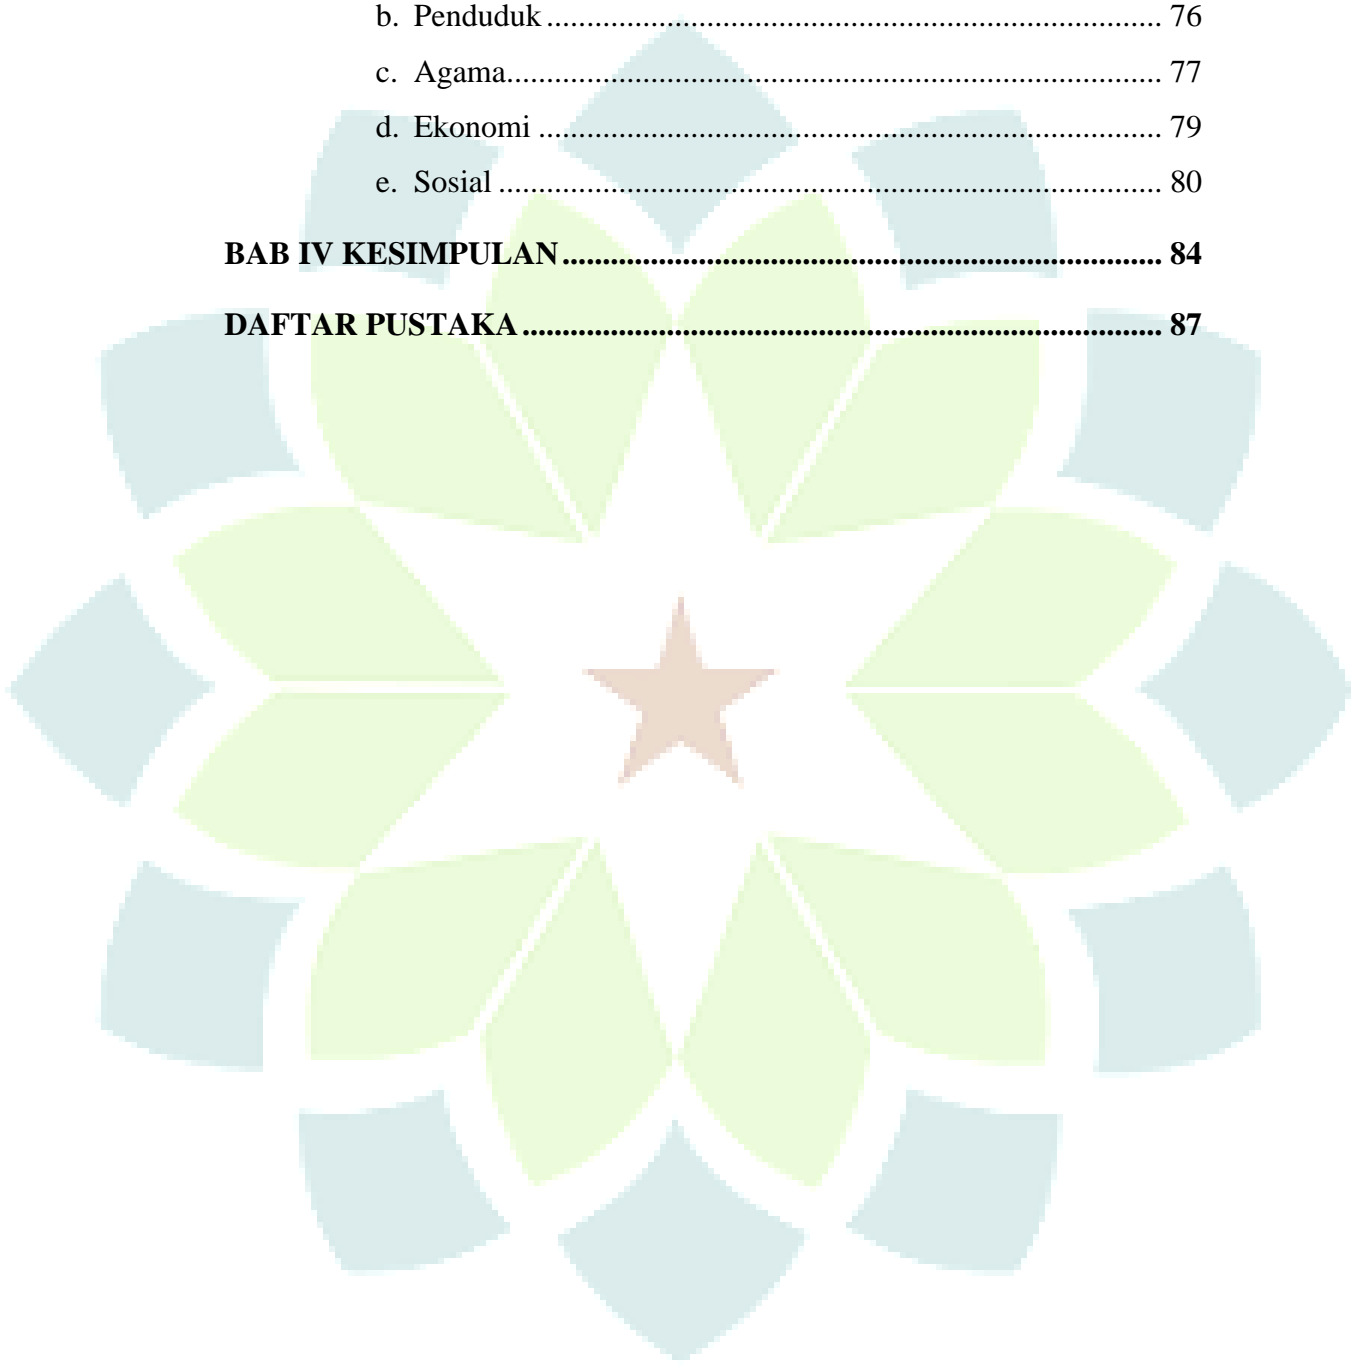 b. Penduduk ............................................................................ 76
c. Agama................................................................................. 77
d. Ekonomi ............................................................................. 79
e. Sosial .................................................................................. 80
BAB IV KESIMPULAN............................................................................ 84
DAFTAR PUSTAKA ................................................................................. 87